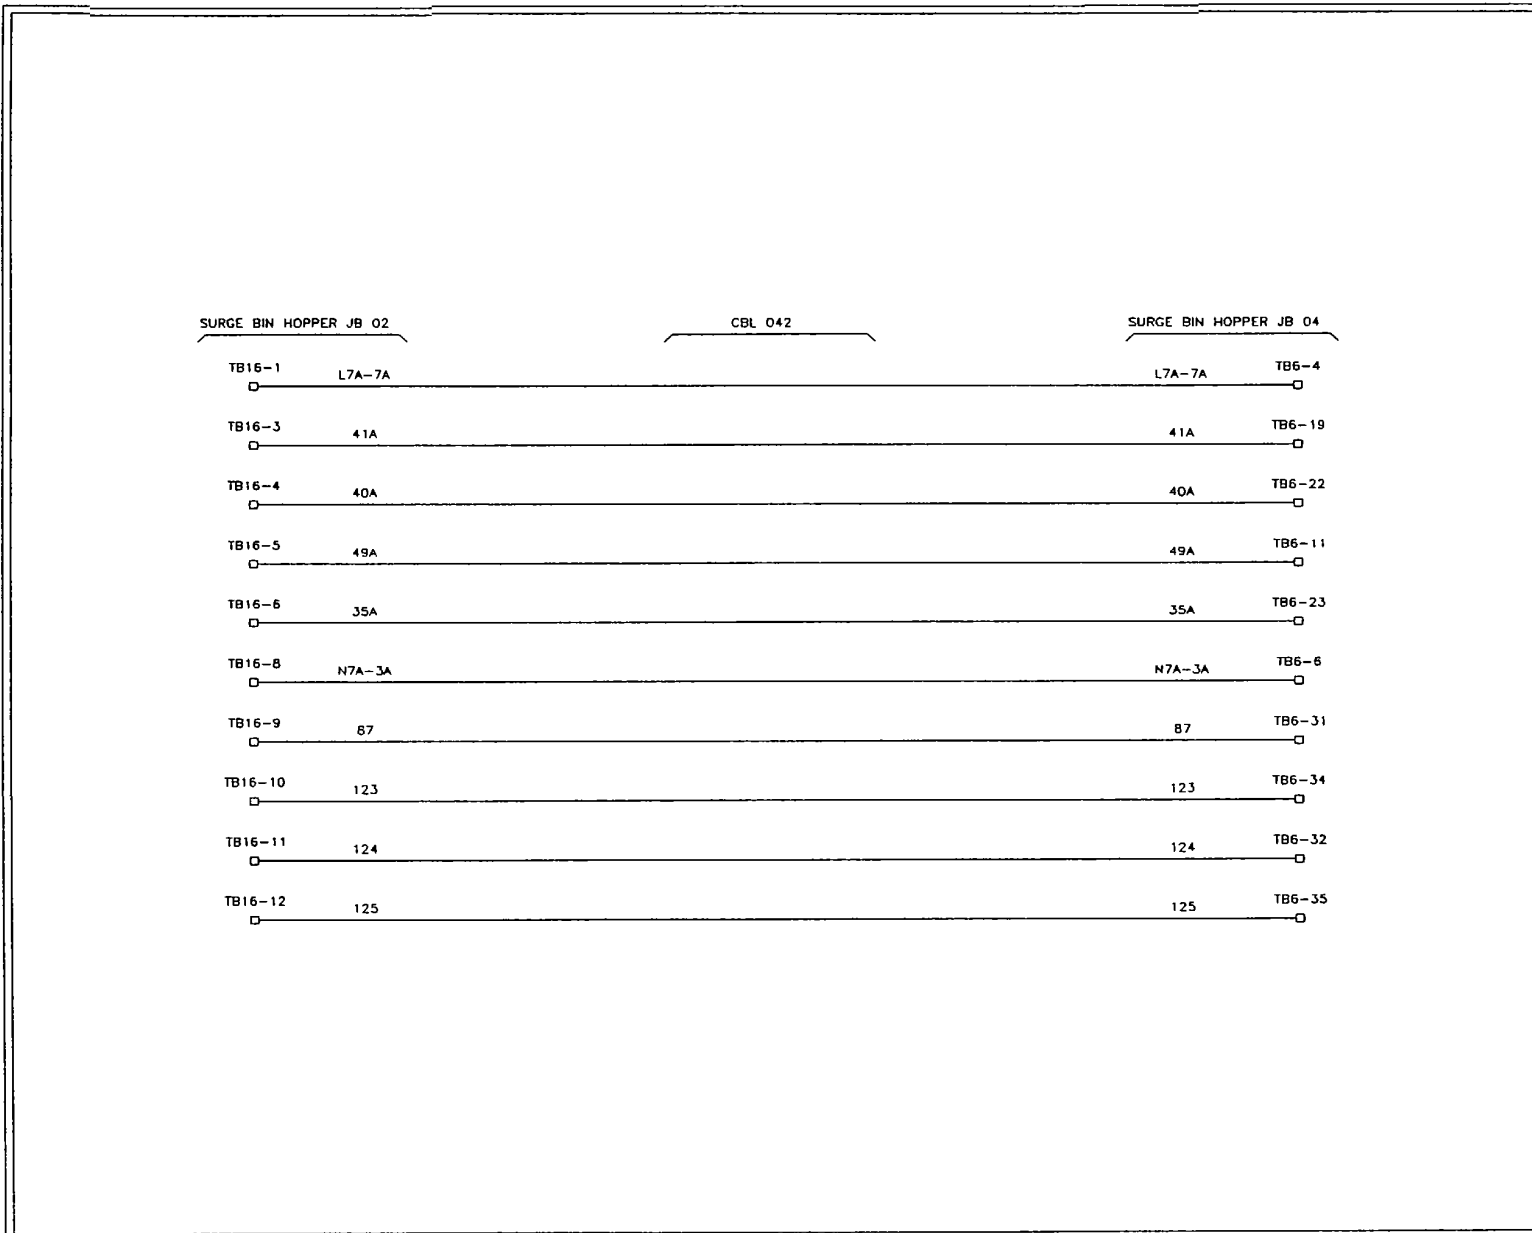 SURGE BIN HOPPER JB 02 CBL 042 SURGE BIN HOPPER JB 04
TB16-1 L7A-7A L7A-7A TB6-4
TB16-3 41A 41A TB6-19
TB16-4 40A 40A TB6-22
TB16-5 49A 49A TB6-11
TB16-6 35A 35A TB6-23
TB16-8 N7A-3A N7A-3A TB6-6
TB16-9 87 87 TB6-31
TB16-10 123 123 TB6-34
TB16-11 124 124 TB6-32
TB16-12 125 125 TB6-35